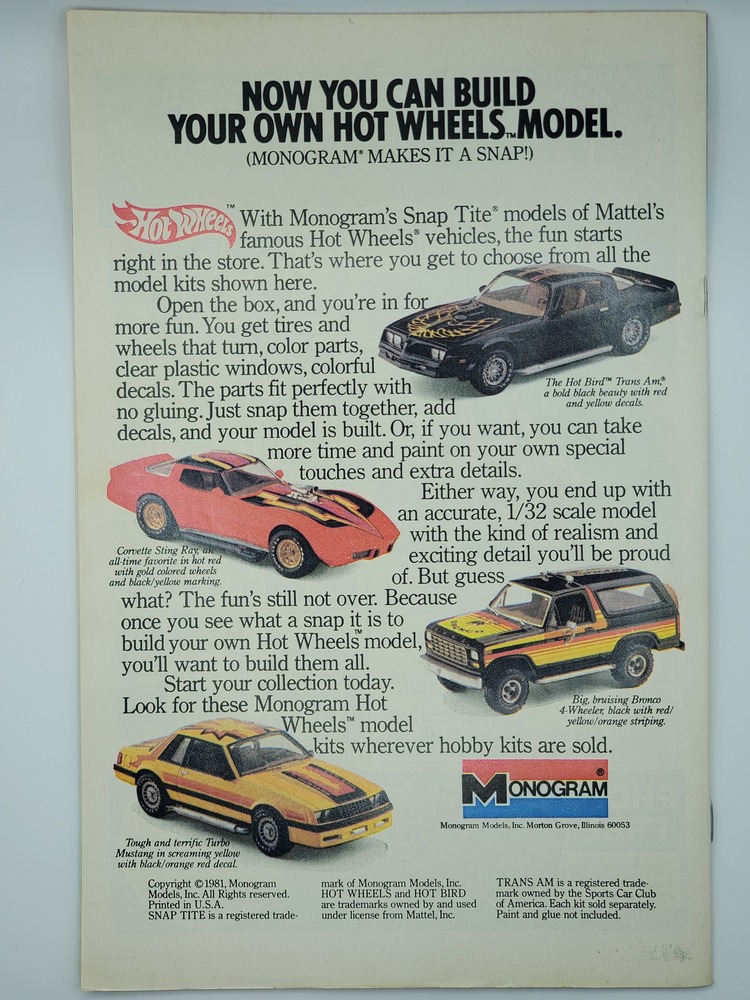 NOW YOU CAN BUILD
YOUR OWN HOT WHEELS™ MODEL.
(MONOGRAM® MAKES IT A SNAP!)
Hot Wheels™ With Monogram's Snap Tite® models of Mattel's
famous Hot Wheels® vehicles, the fun starts
right in the store. That's where you get to choose from all the
model kits shown here.
Open the box, and you're in for
more fun. You get tires and
wheels that turn, color parts,
clear plastic windows, colorful
decals. The parts fit perfectly with
no gluing. Just snap them together, add
decals, and your model is built. Or, if you want, you can take
more time and paint on your own special
touches and extra details.
The Hot Bird™ Trans Am,®
a bold black beauty with red
and yellow decals.
Either way, you end up with
an accurate, 1/32 scale model
with the kind of realism and
exciting detail you'll be proud
of. But guess
what? The fun's still not over. Because
once you see what a snap it is to
build your own Hot Wheels™ model,
you'll want to build them all.
Start your collection today.
Look for these Monogram Hot
Wheels™ model
kits wherever hobby kits are sold.
Corvette Sting Ray, an
all-time favorite in hot red
with gold colored wheels
and black/yellow marking.
BRONCO
Big, bruising Bronco
4-Wheeler, black with red/
yellow/orange striping.
Tough and terrific Turbo
Mustang in screaming yellow
with black/orange red decal.
MONOGRAM®
Monogram Models, Inc. Morton Grove, Illinois 60053
Copyright ©1981, Monogram
Models, Inc. All Rights reserved.
Printed in U.S.A.
SNAP TITE is a registered trade-
mark of Monogram Models, Inc.
HOT WHEELS and HOT BIRD
are trademarks owned by and used
under license from Mattel, Inc.
TRANS AM is a registered trade-
mark owned by the Sports Car Club
of America. Each kit sold separately.
Paint and glue not included.